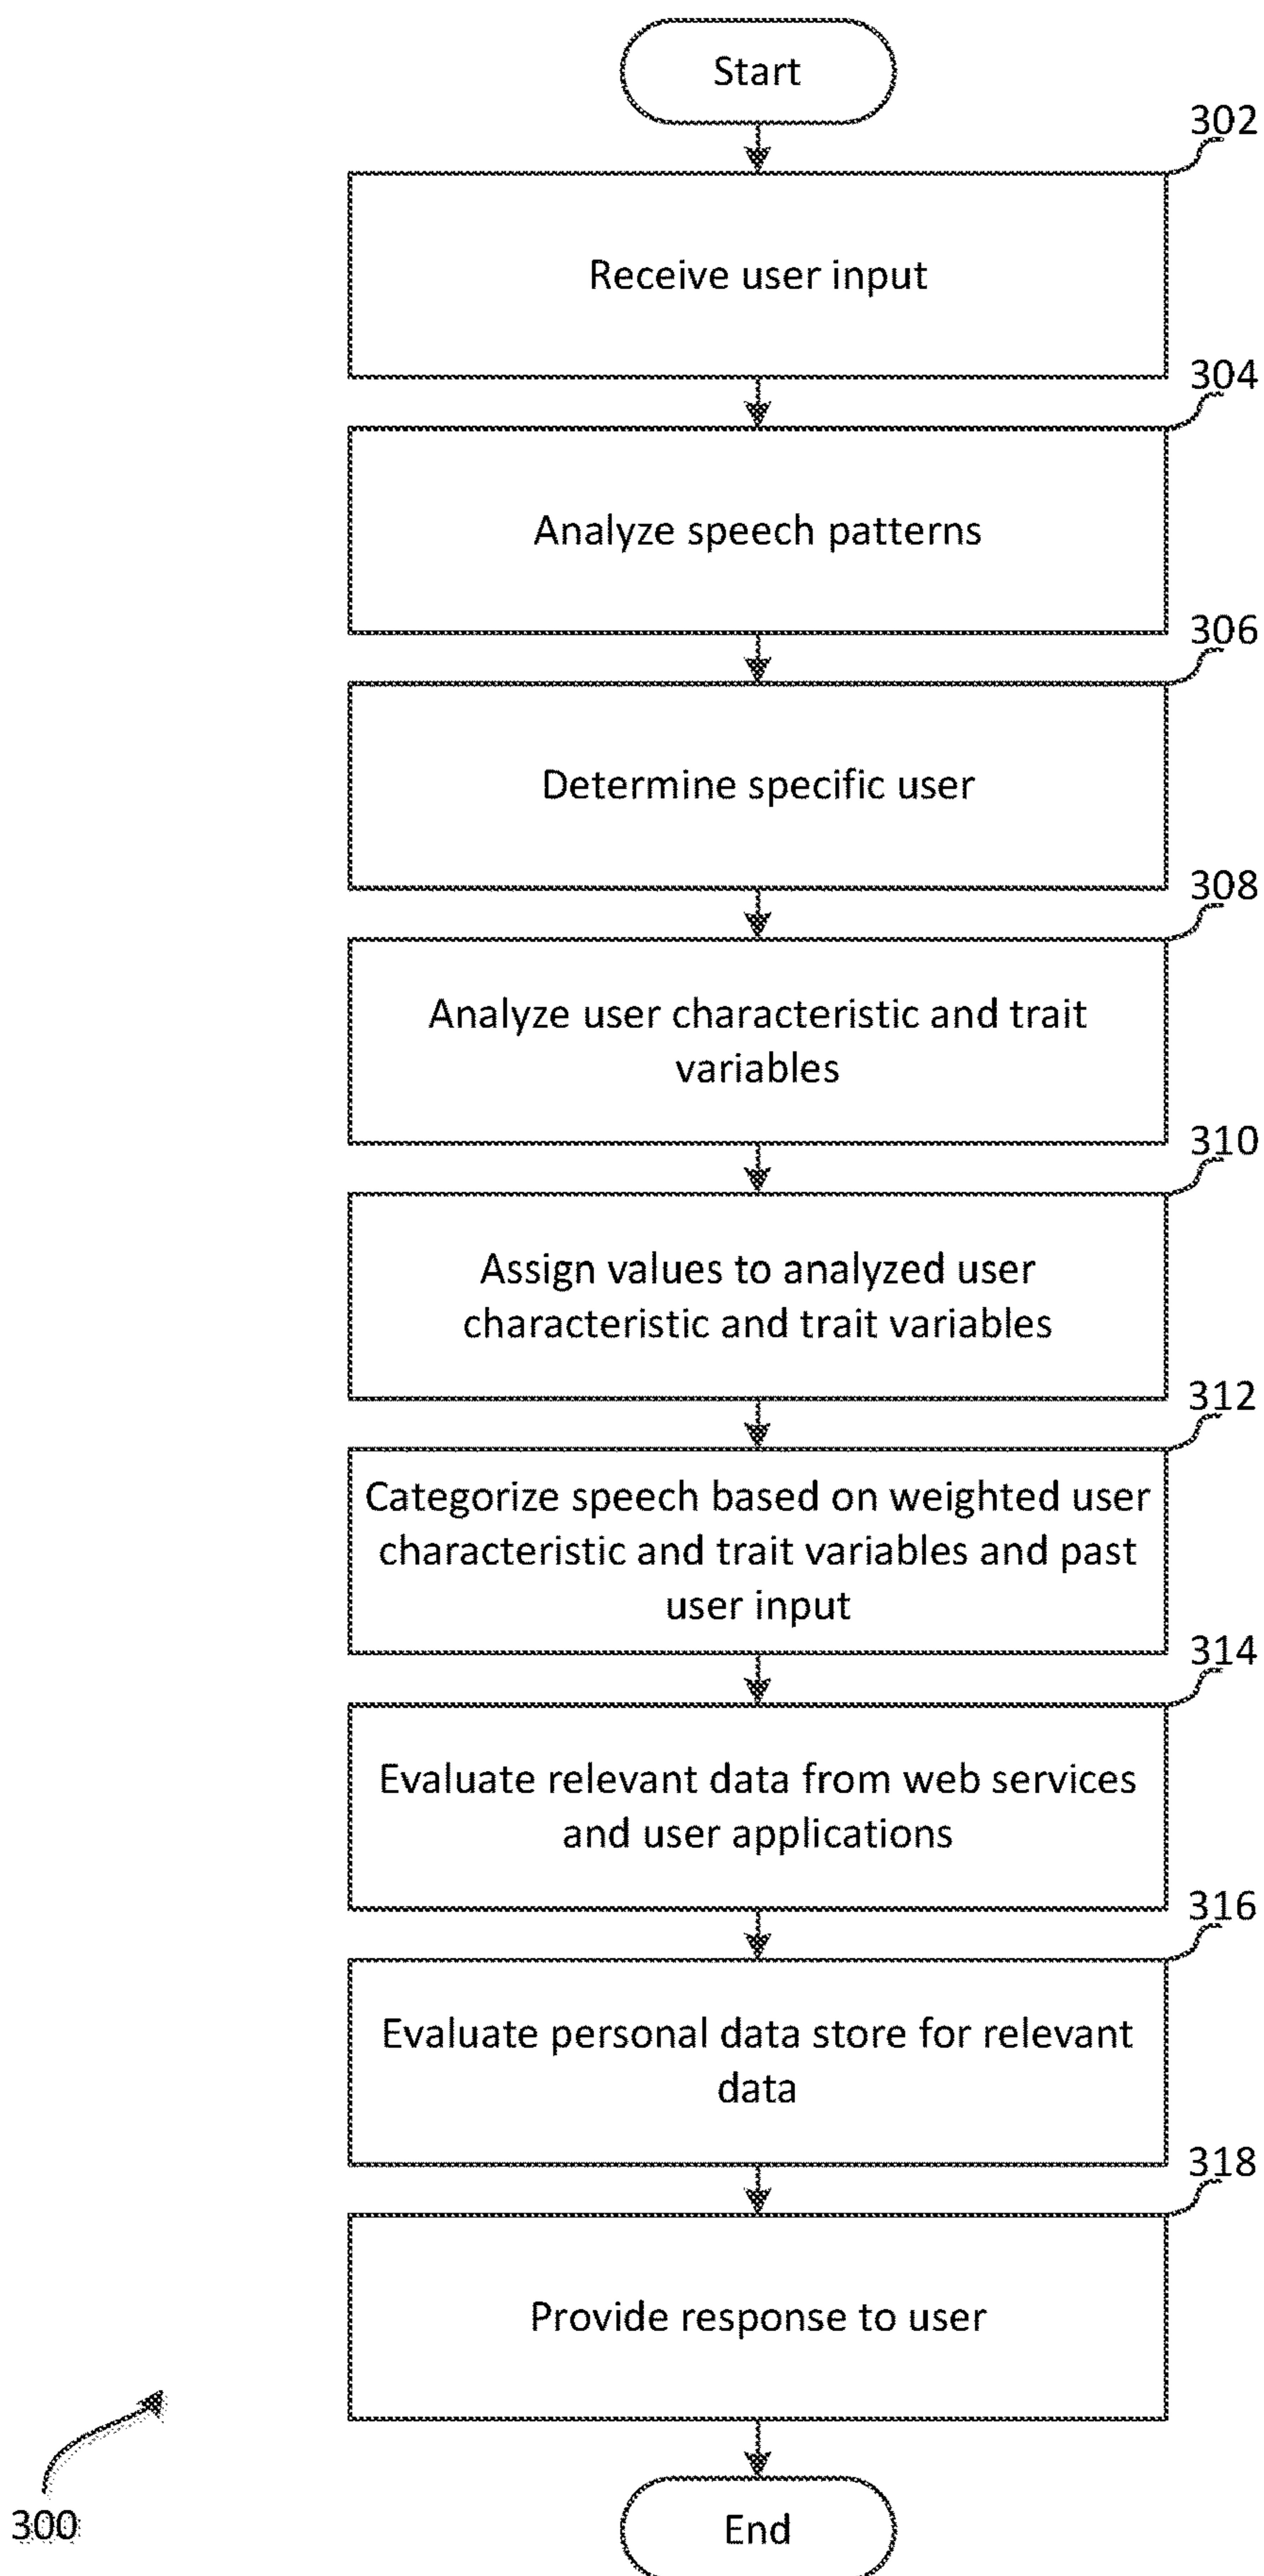 Start
302
Receive user input
304
Analyze speech patterns
306
Determine specific user
308
Analyze user characteristic and trait
variables
310
Assign values to analyzed user
characteristic and trait variables
312
Categorize speech based on weighted user
characteristic and trait variables and past
user input
314
Evaluate relevant data from web services
and user applications
316
Evaluate personal data store for relevant
data
318
Provide response to user
300
End